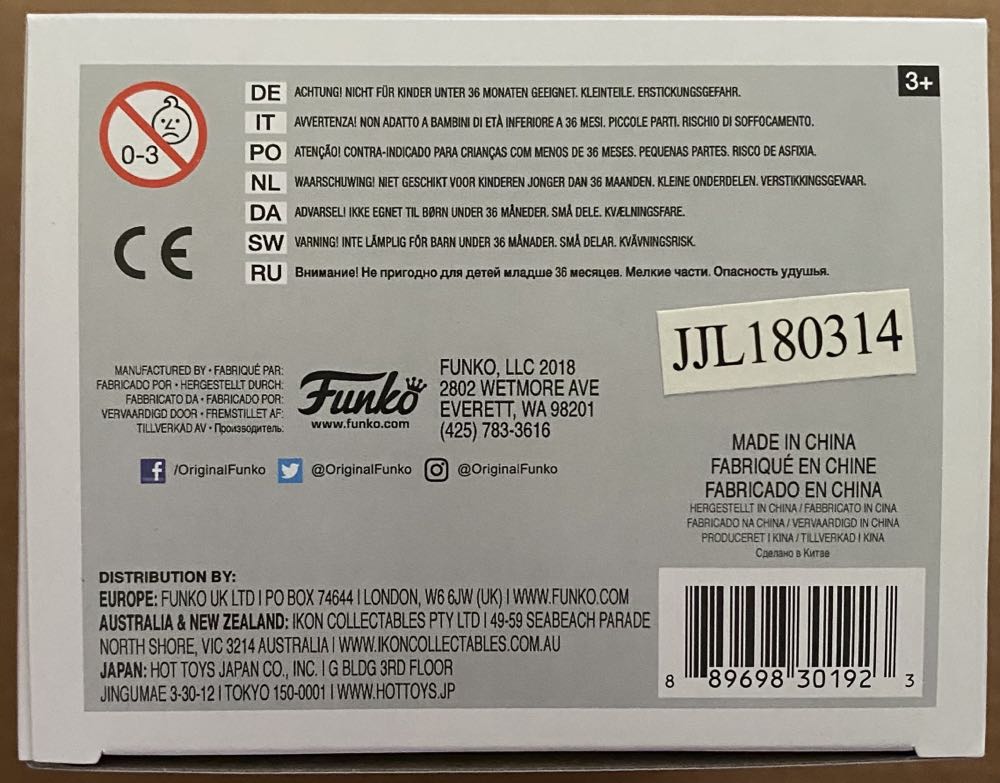 3+
0-3
DE ACHTUNG! NICHT FÜR KINDER UNTER 36 MONATEN GEEIGNET. KLEINTEILE. ERSTICKUNGSGEFAHR.
IT AVVERTENZA! NON ADATTO A BAMBINI DI ETÀ INFERIORE A 36 MESI. PICCOLE PARTI. RISCHIO DI SOFFOCAMENTO.
PO ATENÇÃO! CONTRA-INDICADO PARA CRIANÇAS COM MENOS DE 36 MESES. PEQUENAS PARTES. RISCO DE ASFIXIA.
NL WAARSCHUWING! NIET GESCHIKT VOOR KINDEREN JONGER DAN 36 MAANDEN. KLEINE ONDERDELEN. VERSTIKKINGSGEVAAR.
DA ADVARSEL! IKKE EGNET TIL BØRN UNDER 36 MÅNEDER. SMÅ DELE. KVÆLNINGSFARE.
SW VARNING! INTE LÄMPLIG FÖR BARN UNDER 36 MÅNADER. SMÅ DELAR. KVÄVNINGSRISK.
RU Внимание! Не пригодно для детей младше 36 месяцев. Мелкие части. Опасность удушья.
CE
JJL180314
MANUFACTURED BY • FABRIQUÉ PAR:
FABRICADO POR • HERGESTELLT DURCH:
FABBRICATO DA • FABRICADO POR:
VERVAARDIGD DOOR • FREMSTILLET AF:
TILLVERKAD AV • Производитель:
Funko
www.funko.com
FUNKO, LLC 2018
2802 WETMORE AVE
EVERETT, WA 98201
(425) 783-3616
/OriginalFunko @OriginalFunko @OriginalFunko
MADE IN CHINA
FABRIQUÉ EN CHINE
FABRICADO EN CHINA
HERGESTELLT IN CHINA / FABBRICATO IN CINA
FABRICADO NA CHINA / VERVAARDIGD IN CHINA
PRODUCERET I KINA / TILLVERKAD I KINA
Сделано в Китае
DISTRIBUTION BY:
EUROPE: FUNKO UK LTD | PO BOX 74644 | LONDON, W6 6JW (UK) | WWW.FUNKO.COM
AUSTRALIA & NEW ZEALAND: IKON COLLECTABLES PTY LTD | 49-59 SEABEACH PARADE
NORTH SHORE, VIC 3214 AUSTRALIA | WWW.IKONCOLLECTABLES.COM.AU
JAPAN: HOT TOYS JAPAN CO., INC. | G BLDG 3RD FLOOR
JINGUMAE 3-30-12 | TOKYO 150-0001 | WWW.HOTTOYS.JP
8 89698 30192 3